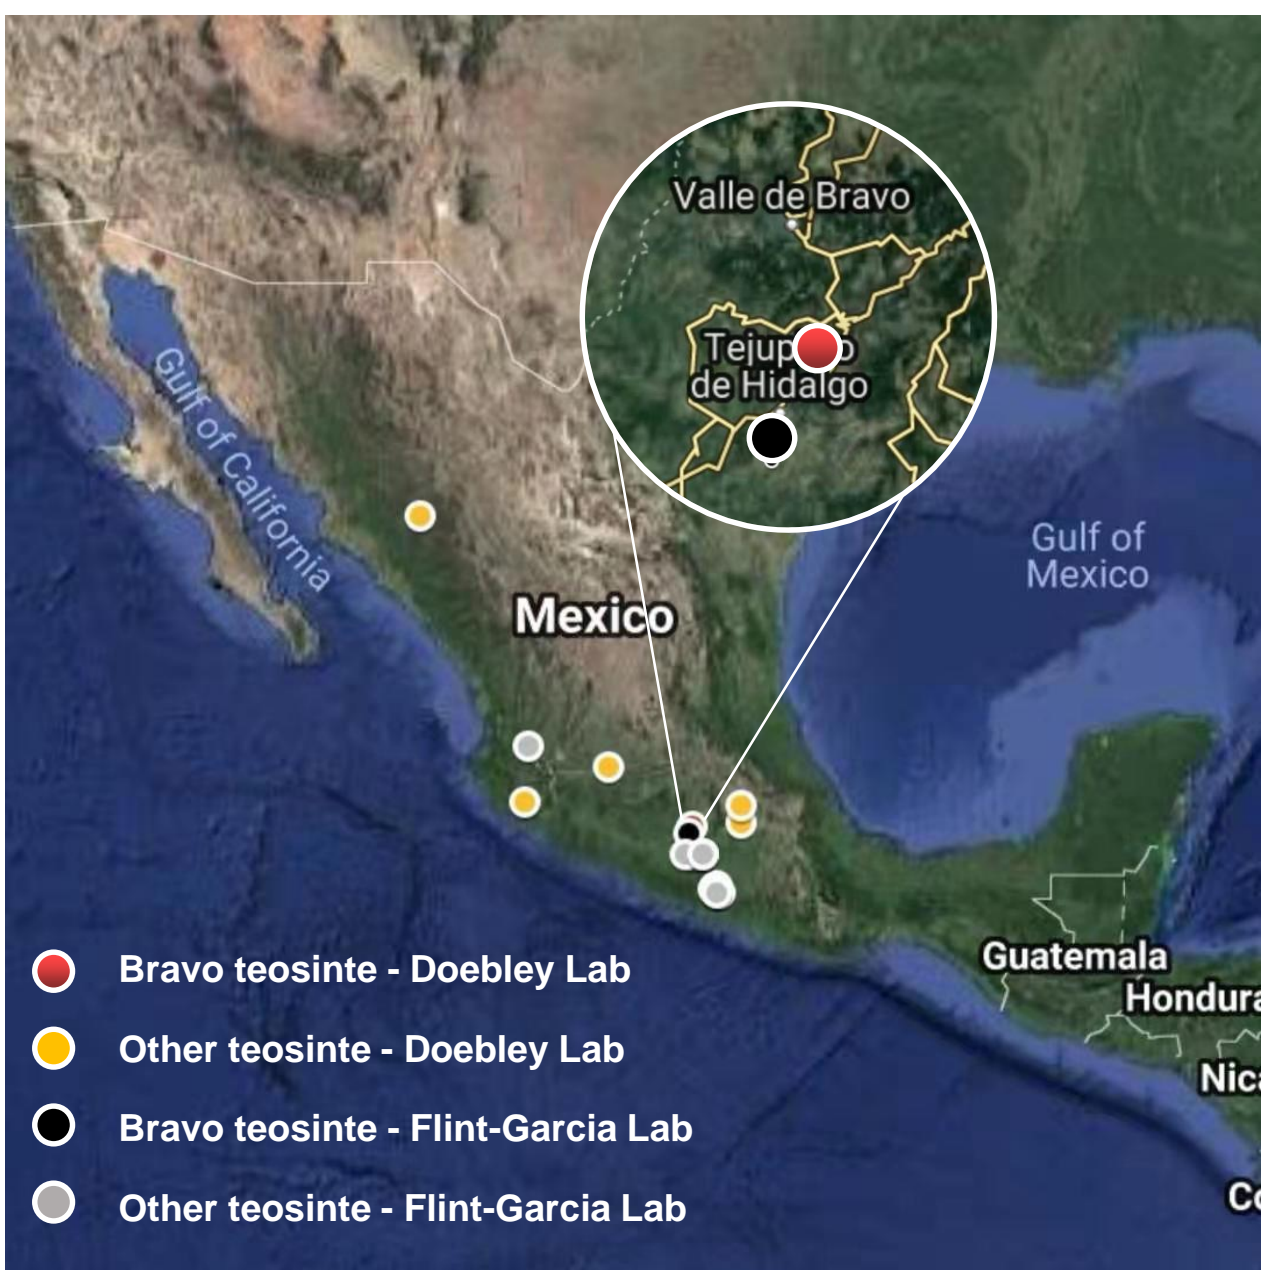 Valle de Bravo
de Hidalgo
Gulf of California
Gulf of
Mexico
Mexico
Guatemala
Bravo teosinte - Doebley Lab
Other teosinte - Doebley Lab
Bravo teosinte - Flint-Garcia Lab
Other teosinte - Flint-Garcia Lab